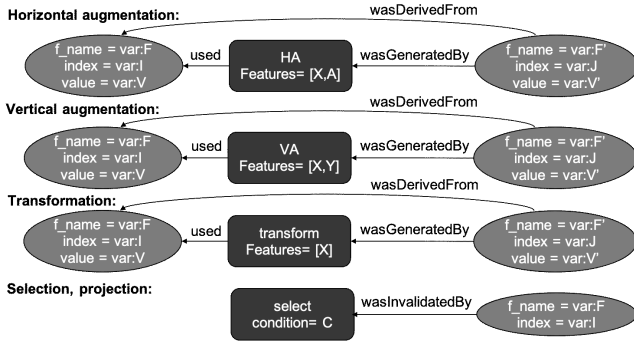 Horizontal augmentation:
wasDerivedFrom
f_name = var:F
index = var:I
value = var:V
used
HA
Features= [X,A]
wasGeneratedBy
f_name = var:F'
index = var:J
value = var:V'
Vertical augmentation:
wasDerivedFrom
f_name = var:F
index = var:I
value = var:V
used
VA
Features= [X,Y]
wasGeneratedBy
f_name = var:F'
index = var:J
value = var:V'
Transformation:
wasDerivedFrom
f_name = var:F
index = var:I
value = var:V
used
transform
Features= [X]
wasGeneratedBy
f_name = var:F'
index = var:J
value = var:V'
Selection, projection:
select
condition= C
wasInvalidatedBy
f_name = var:F
index = var:I